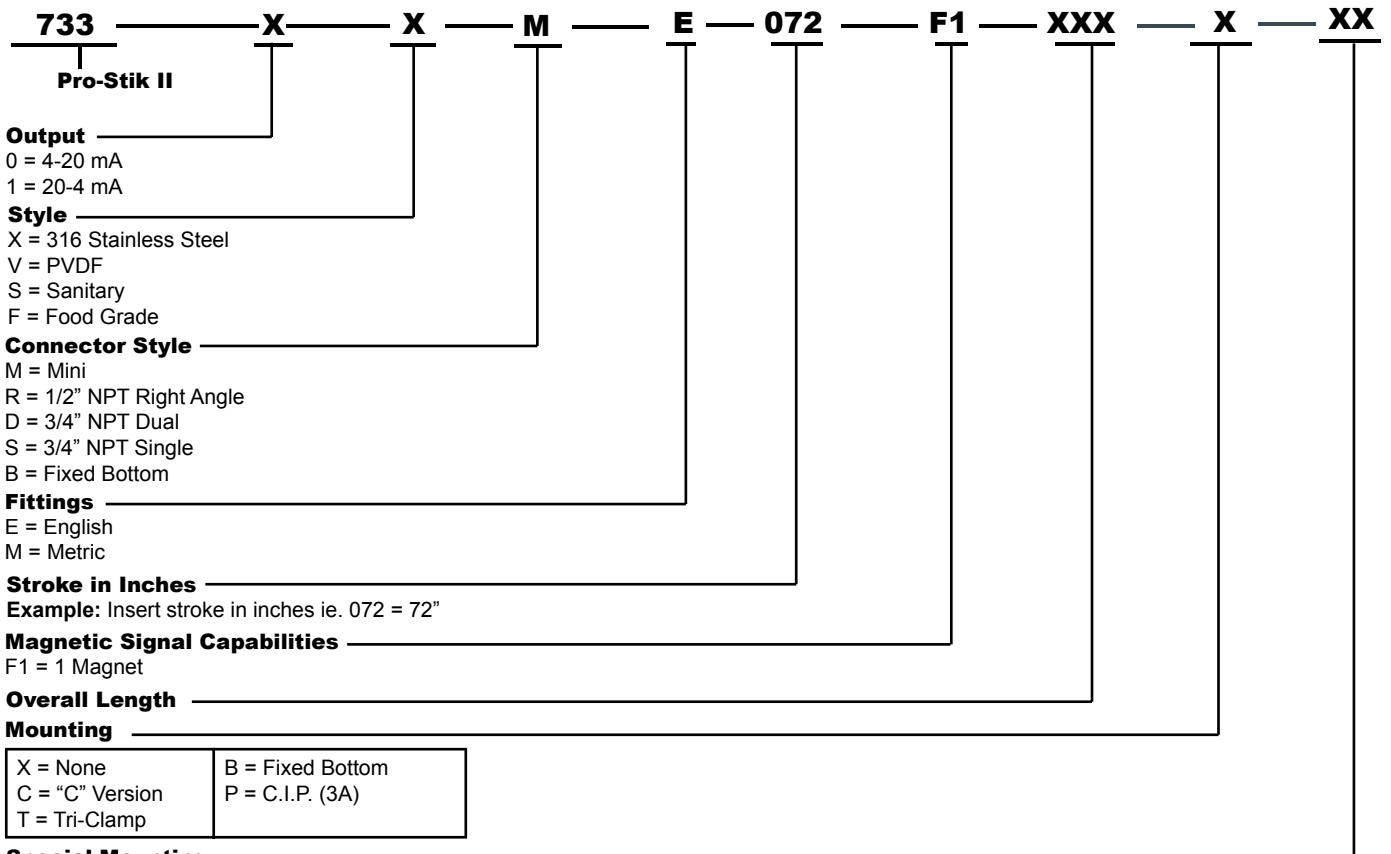 733 X X M E 072 F1 XXX X XX
Pro-Stik II
Output
0 = 4-20 mA
1 = 20-4 mA
Style
X = 316 Stainless Steel
V = PVDF
S = Sanitary
F = Food Grade
Connector Style
M = Mini
R = 1/2” NPT Right Angle
D = 3/4” NPT Dual
S = 3/4” NPT Single
B = Fixed Bottom
Fittings
E = English
M = Metric
Stroke in Inches
Example: Insert stroke in inches ie. 072 = 72”
Magnetic Signal Capabilities
F1 = 1 Magnet
Overall Length
Mounting
X = None
C = “C” Version
T = Tri-Clamp
B = Fixed Bottom
P = C.I.P. (3A)
Special Mounting